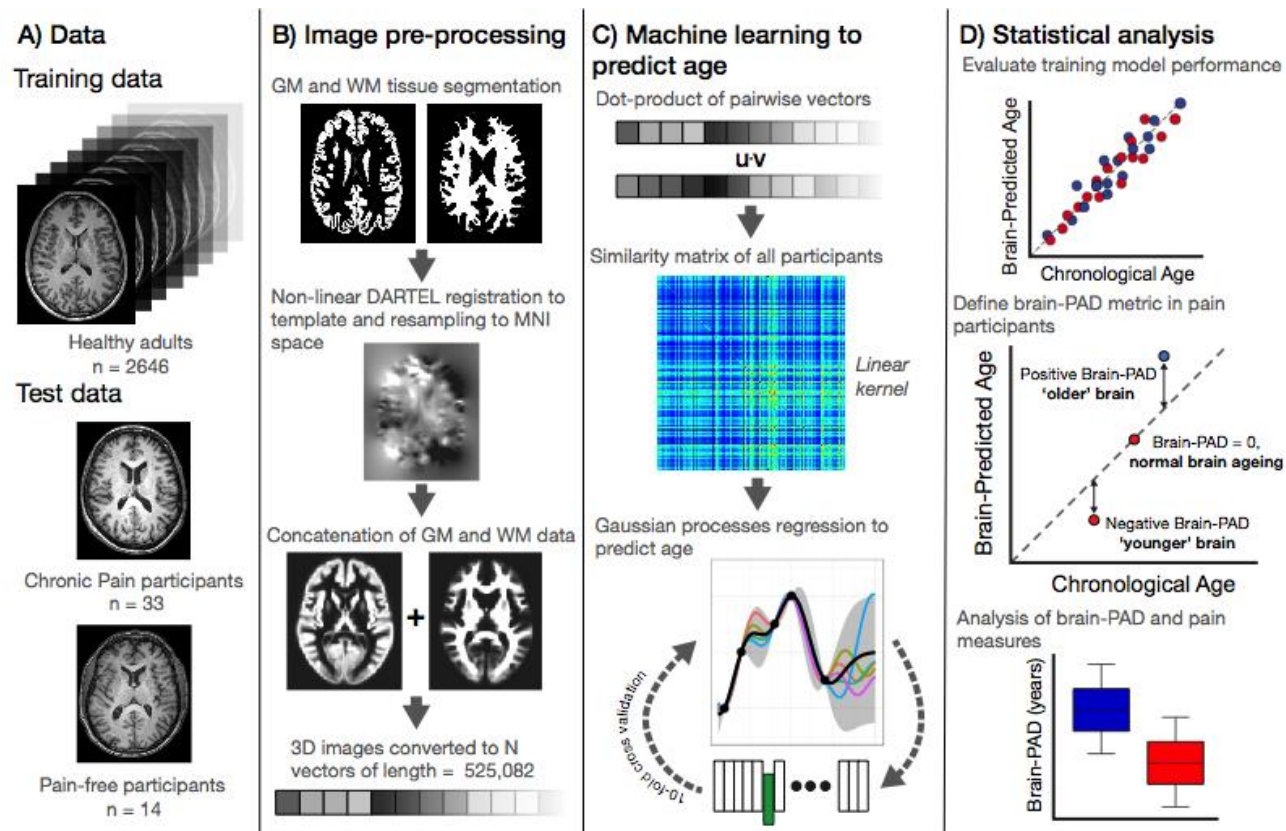 A) Data
Training data
Healthy adults
n = 2646
Test data
Chronic Pain participants
n = 33
Pain-free participants
n = 14
B) Image pre-processing
GM and WM tissue segmentation
Non-linear DARTEL registration to
template and resampling to MNI
space
Concatenation of GM and WM data
+
3D images converted to N
vectors of length = 525,082
C) Machine learning to
predict age
Dot-product of pairwise vectors
u·v
Similarity matrix of all participants
Linear
kernel
Gaussian processes regression to
predict age
10-fold cross validation
D) Statistical analysis
Evaluate training model performance
Brain-Predicted Age
Chronological Age
Define brain-PAD metric in pain
participants
Brain-Predicted Age
Positive Brain-PAD
'older' brain
Brain-PAD = 0,
normal brain ageing
Negative Brain-PAD
'younger' brain
Chronological Age
Analysis of brain-PAD and pain
measures
Brain-PAD (years)